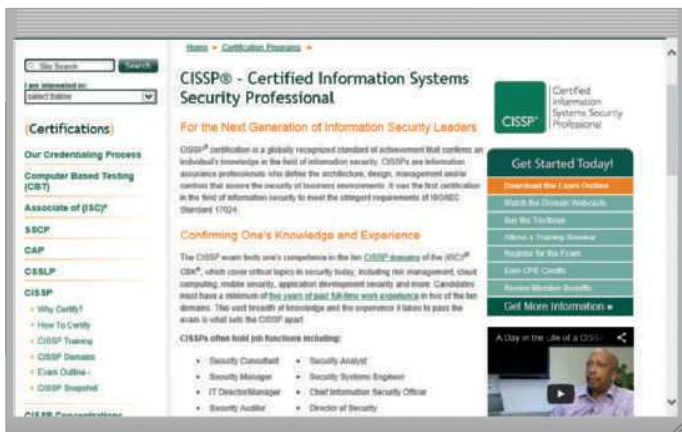 Home » Certification Programs »
Site Search
Search
I am interested in:
select below
(Certifications)
Our Credentialing Process
Computer Based Testing
(CBT)
Associate of (ISC)²
SSCP
CAP
CSSLP
CISSP
Why Certify?
How To Certify
CISSP Training
CISSP Domains
Exam Outline -
CISSP Snapshot
CISSP Concentrations
CISSP® - Certified Information Systems
Security Professional
For the Next Generation of Information Security Leaders
CISSP® certification is a globally recognized standard of achievement that confirms an
individual's knowledge in the field of information security. CISSPs are information
assurance professionals who define the architecture, design, management and/or
controls that assure the security of business environments. It was the first certification
in the field of information security to meet the stringent requirements of ISO/IEC
Standard 17024.
Confirming One's Knowledge and Experience
The CISSP exam tests one's competence in the ten CISSP domains of the (ISC)²
CBK®, which cover critical topics in security today, including risk management, cloud
computing, mobile security, application development security and more. Candidates
must have a minimum of five years of paid full-time work experience in two of the ten
domains. This vast breadth of knowledge and the experience it takes to pass the
exam is what sets the CISSP apart.
CISSPs often hold job functions including:
• Security Consultant
• Security Manager
• IT Director/Manager
• Security Auditor
• Security Analyst
• Security Systems Engineer
• Chief Information Security Officer
• Director of Security
CISSP®
Certified
Information
Systems Security
Professional
Get Started Today!
Download the Exam Outline
Watch the Domain Webcasts
Buy the Textbook
Attend a Training Seminar
Register for the Exam
Earn CPE Credits
Review Member Benefits
Get More Information »
A Day in the Life of a CISS